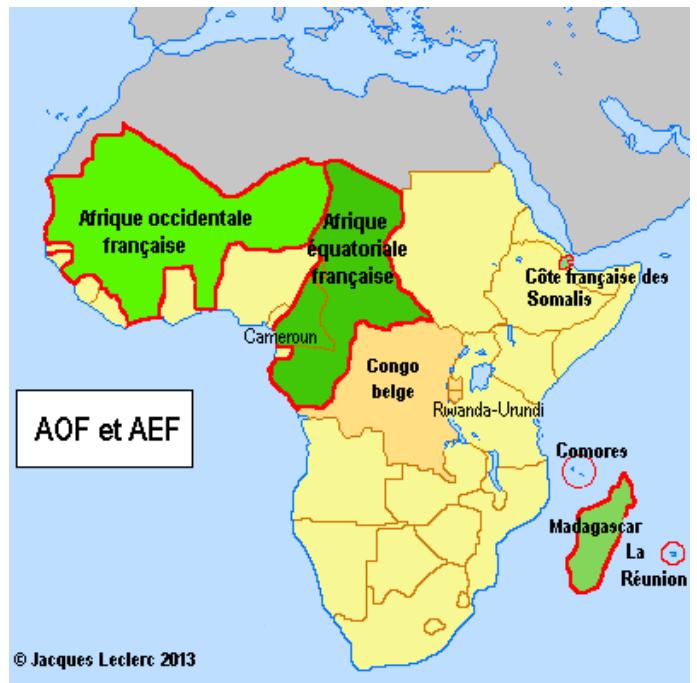 Afrique occidentale
française
Afrique
équatoriale
française
Côte française des
Somalis
Cameroun
Congo
belge
Rwanda-Urundi
AOF et AEF
Comores
Madagascar
La
Réunion
© Jacques Leclerc 2013